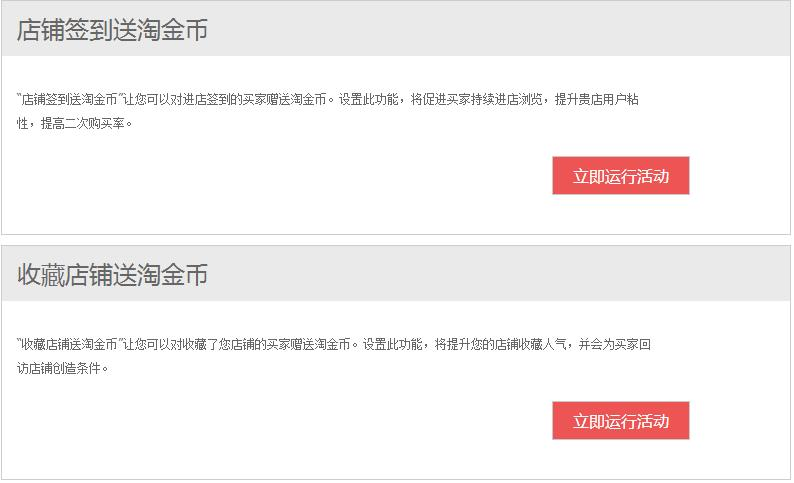 店铺签到送淘金币
“店铺签到送淘金币”让您可以对进店签到的买家赠送淘金币。设置此功能，将促进买家持续进店浏览，提升贵店用户粘
性，提高二次购买率。
立即运行活动
收藏店铺送淘金币
“收藏店铺送淘金币”让您可以对收藏了您店铺的买家赠送淘金币。设置此功能，将提升您的店铺收藏人气，并会为买家回
访店铺创造条件。
立即运行活动